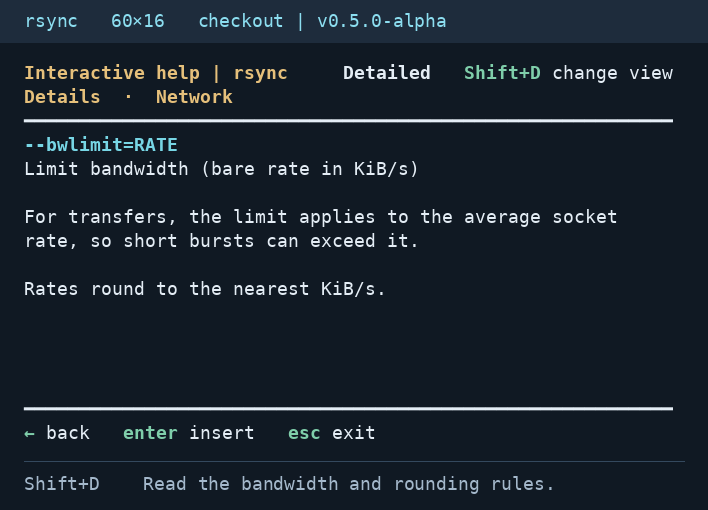 rsync   60×16   checkout | v0.5.0-alpha
Interactive help | rsync     Detailed   Shift+D change view
Details  ·  Network
--bwlimit=RATE
Limit bandwidth (bare rate in KiB/s)
For transfers, the limit applies to the average socket
rate, so short bursts can exceed it.
Rates round to the nearest KiB/s.
← back   enter insert   esc exit
Shift+D    Read the bandwidth and rounding rules.